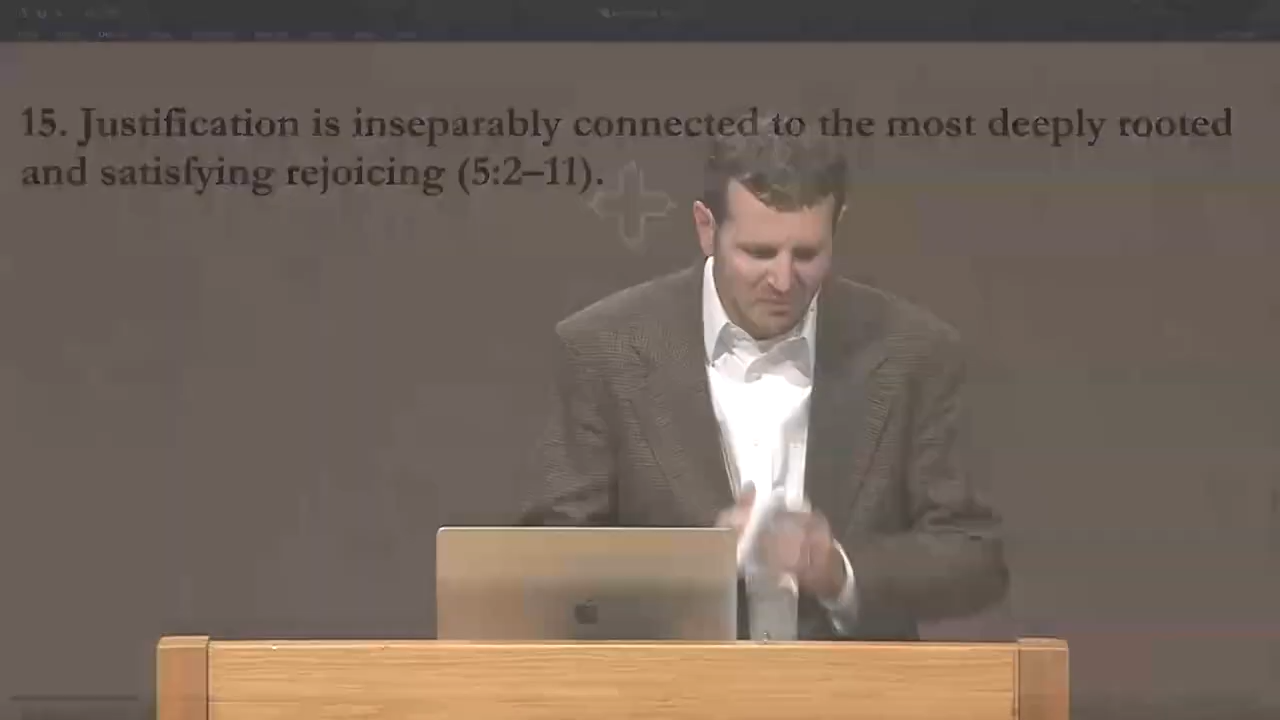 15. Justification is inseparably connected to the most deeply rooted
and satisfying rejoicing (5:2–11).